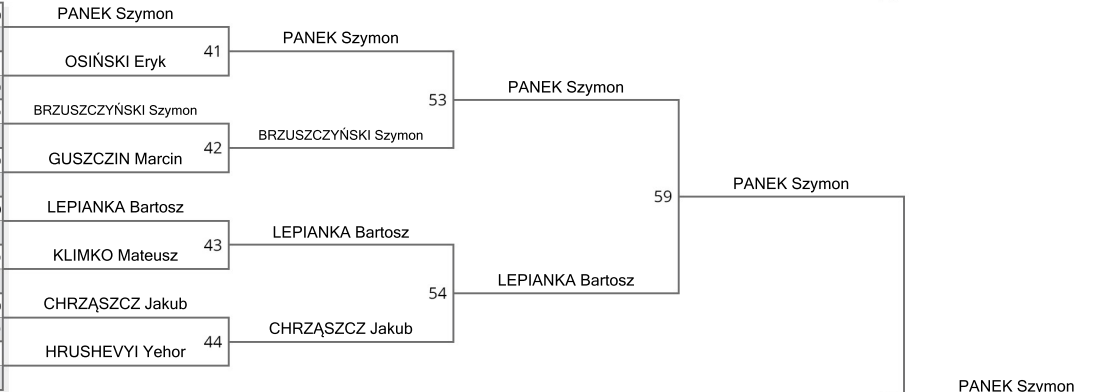 PANEK Szymon
OSIŃSKI Eryk
41
PANEK Szymon
BRZUSZCZYŃSKI Szymon
GUSZCZIN Marcin
42
BRZUSZCZYŃSKI Szymon
53
PANEK Szymon
LEPIANKA Bartosz
KLIMKO Mateusz
43
LEPIANKA Bartosz
CHRZĄSZCZ Jakub
HRUSHEVYI Yehor
44
CHRZĄSZCZ Jakub
54
LEPIANKA Bartosz
59
PANEK Szymon
PANEK Szymon